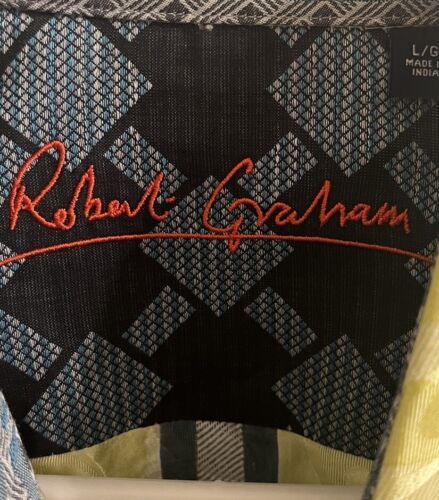 L/G
MADE I
INDIA
Robert Graham